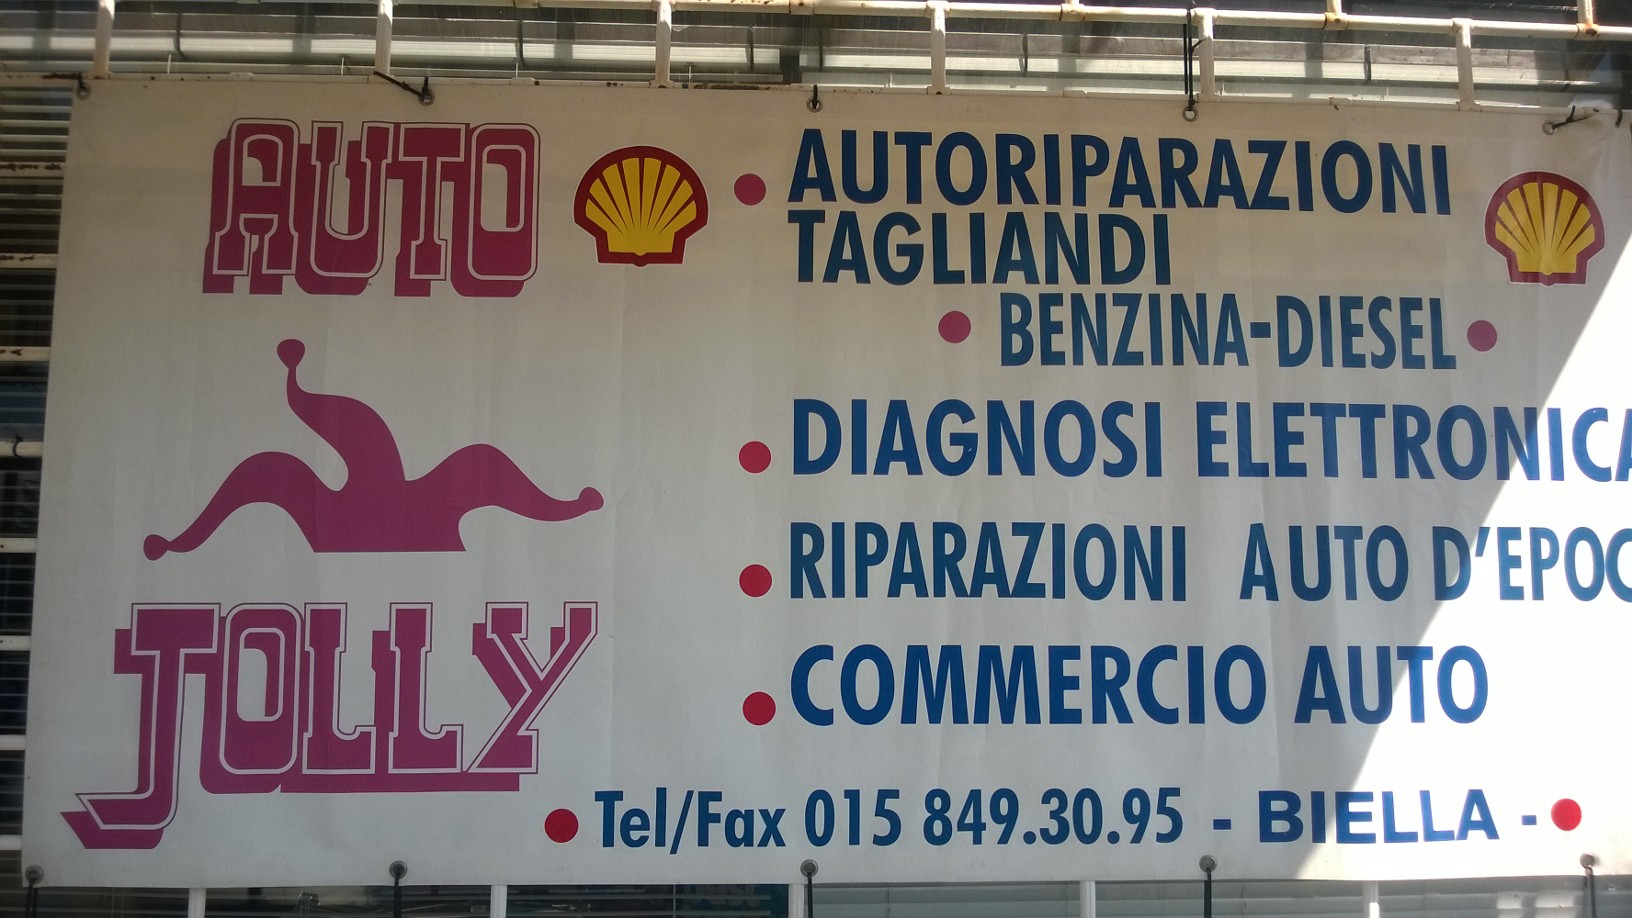 AUTO
JOLLY
AUTORIPARAZIONI
TAGLIANDI
BENZINA-DIESEL
DIAGNOSI ELETTRONICA
RIPARAZIONI AUTO D'EPOC
COMMERCIO AUTO
Tel/Fax 015 849.30.95 - BIELLA -